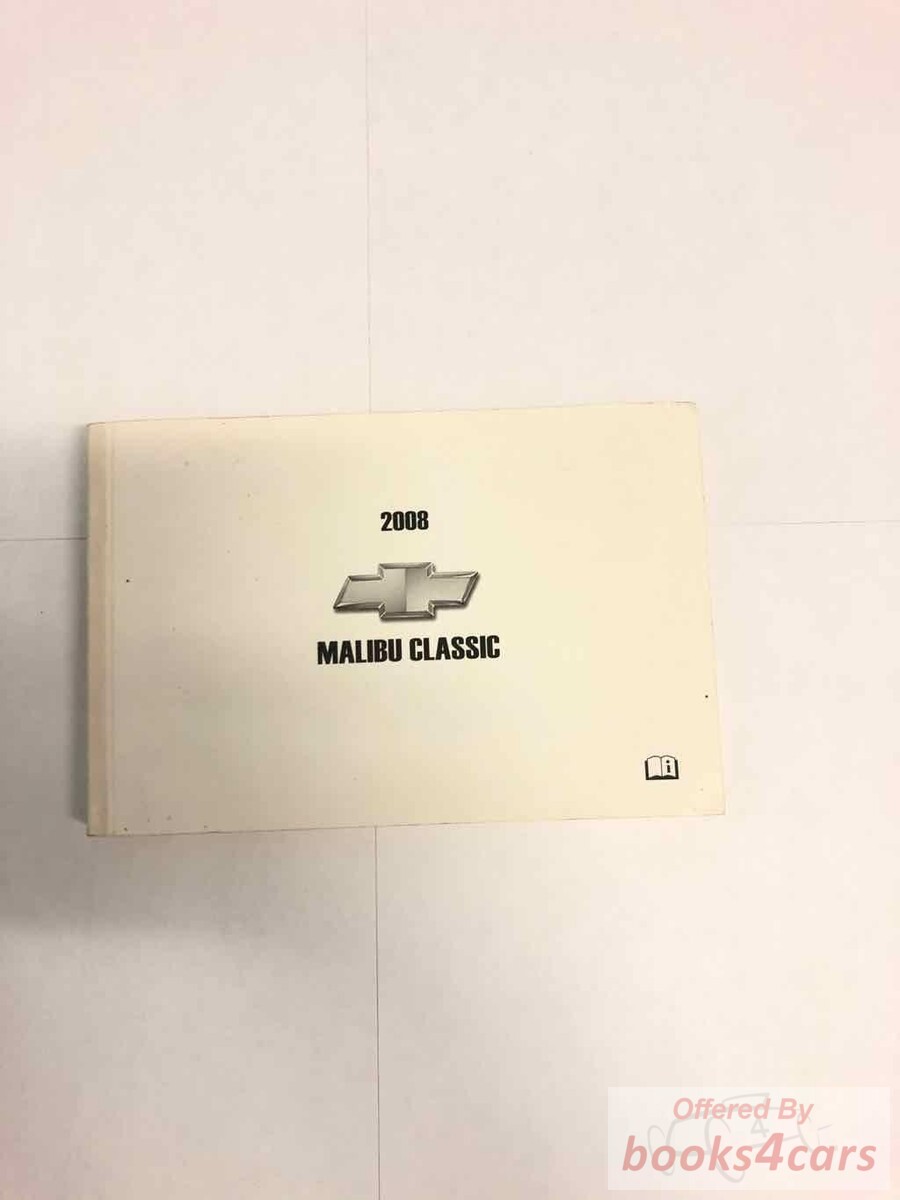 2008
MALIBU CLASSIC
i
Offered By
books4cars